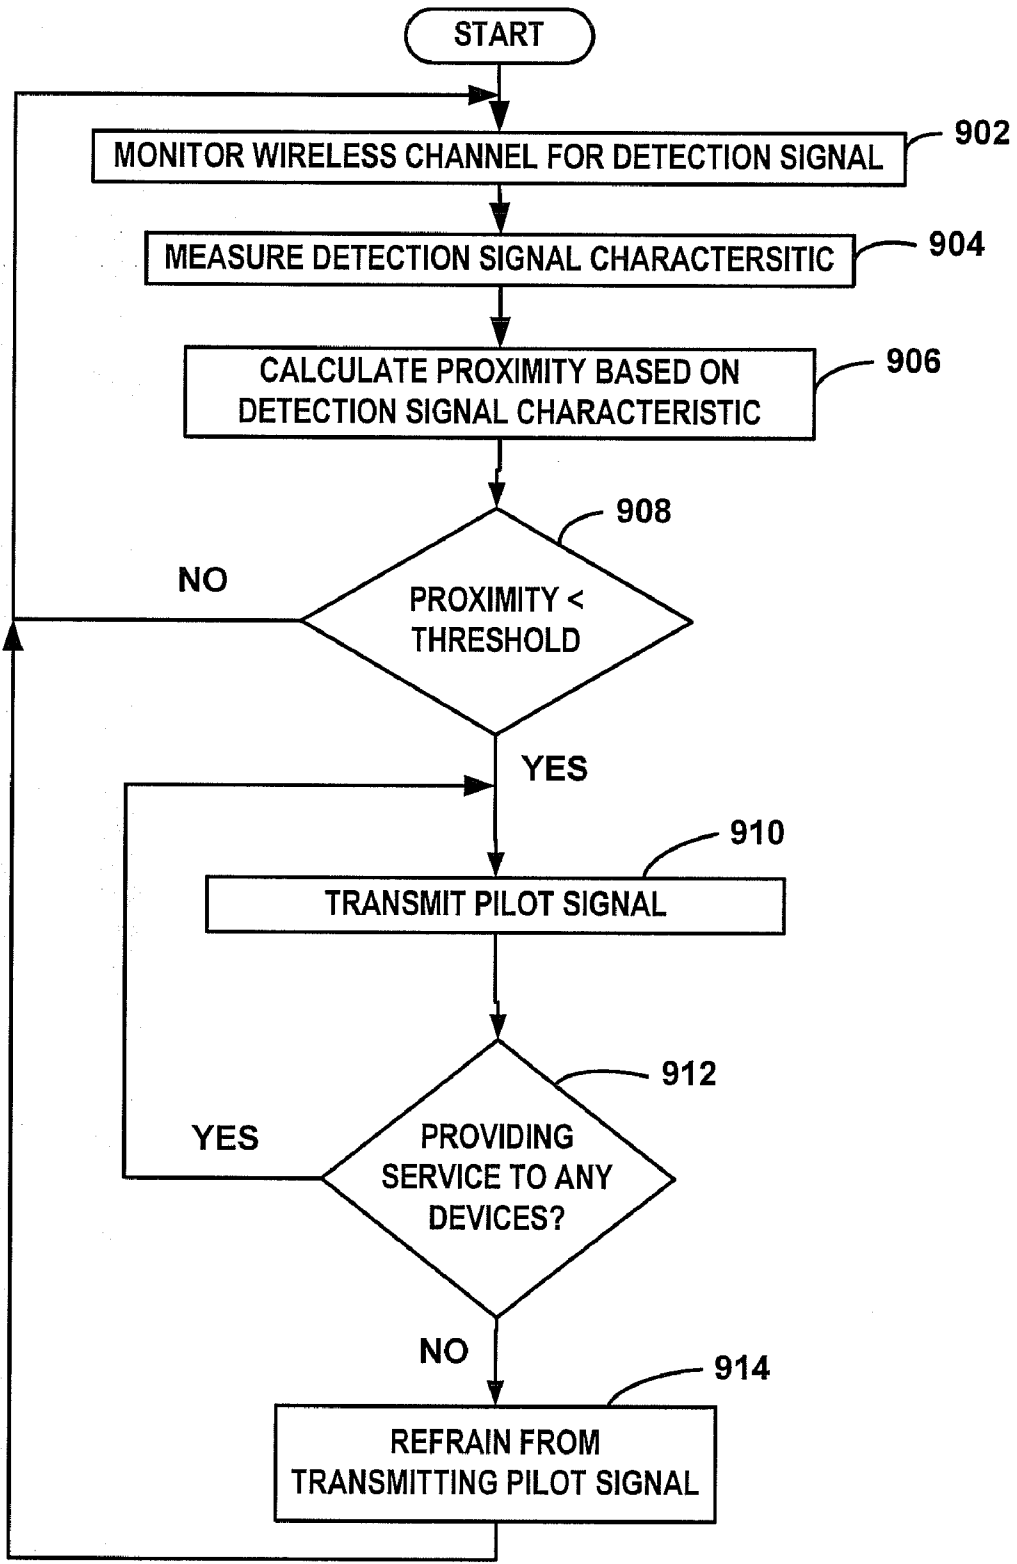 START
902
MONITOR WIRELESS CHANNEL FOR DETECTION SIGNAL
904
MEASURE DETECTION SIGNAL CHARACTERSITIC
906
CALCULATE PROXIMITY BASED ON
DETECTION SIGNAL CHARACTERISTIC
908
NO
PROXIMITY <
THRESHOLD
YES
910
TRANSMIT PILOT SIGNAL
912
YES
PROVIDING
SERVICE TO ANY
DEVICES?
NO
914
REFRAIN FROM
TRANSMITTING PILOT SIGNAL